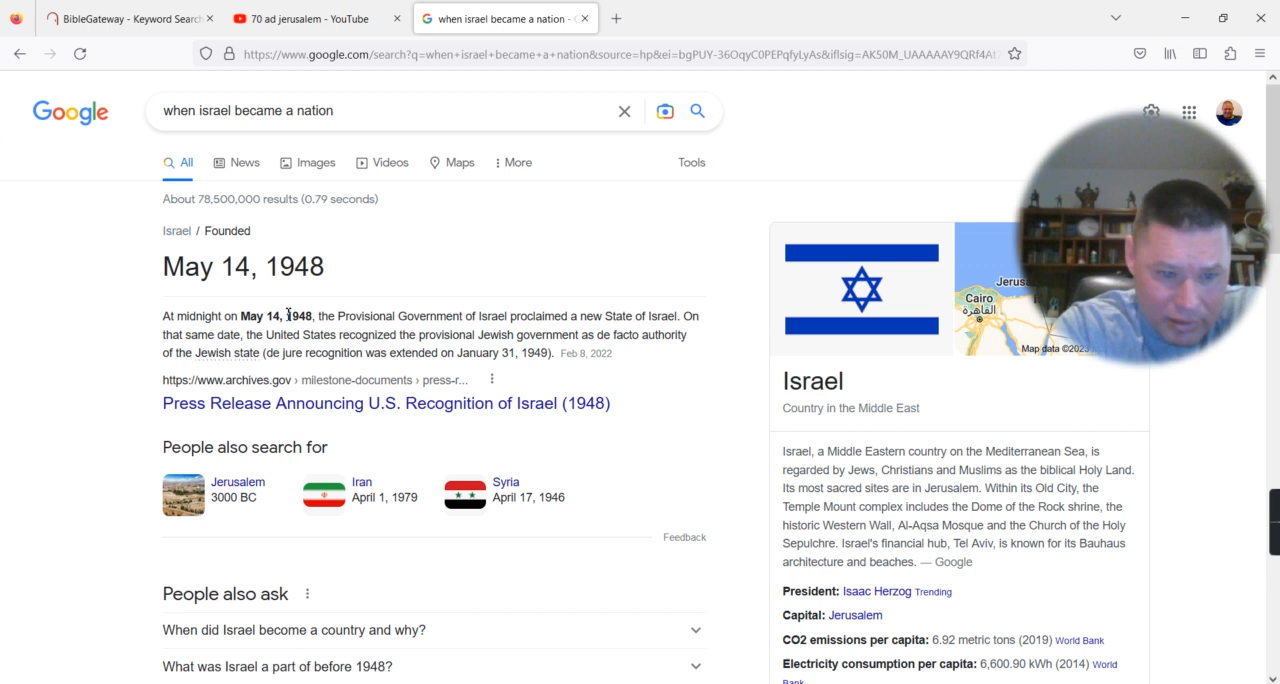 BibleGateway - Keyword Search
70 ad jerusalem - YouTube
when israel became a nation -
https://www.google.com/search?q=when+israel+became+a+nation&source=hp&ei=bgPUY-36OqyC0PEPqfyLyAs&iflsig=AK50M_UAAAAAY9QRf4At7
Google
when israel became a nation
All
News
Images
Videos
Maps
More
Tools
About 78,500,000 results (0.79 seconds)
Israel / Founded
May 14, 1948
At midnight on May 14, 1948, the Provisional Government of Israel proclaimed a new State of Israel. On
that same date, the United States recognized the provisional Jewish government as de facto authority
of the Jewish state (de jure recognition was extended on January 31, 1949). Feb 8, 2022
https://www.archives.gov › milestone-documents › press-r...
Press Release Announcing U.S. Recognition of Israel (1948)
People also search for
Jerusalem
3000 BC
Iran
April 1, 1979
Syria
April 17, 1946
Feedback
People also ask
When did Israel become a country and why?
What was Israel a part of before 1948?
Jerus
Cairo
القاهرة
Map data ©2023
Israel
Country in the Middle East
Israel, a Middle Eastern country on the Mediterranean Sea, is
regarded by Jews, Christians and Muslims as the biblical Holy Land.
Its most sacred sites are in Jerusalem. Within its Old City, the
Temple Mount complex includes the Dome of the Rock shrine, the
historic Western Wall, Al-Aqsa Mosque and the Church of the Holy
Sepulchre. Israel's financial hub, Tel Aviv, is known for its Bauhaus
architecture and beaches. — Google
President: Isaac Herzog Trending
Capital: Jerusalem
CO2 emissions per capita: 6.92 metric tons (2019) World Bank
Electricity consumption per capita: 6,600.90 kWh (2014) World
Bank